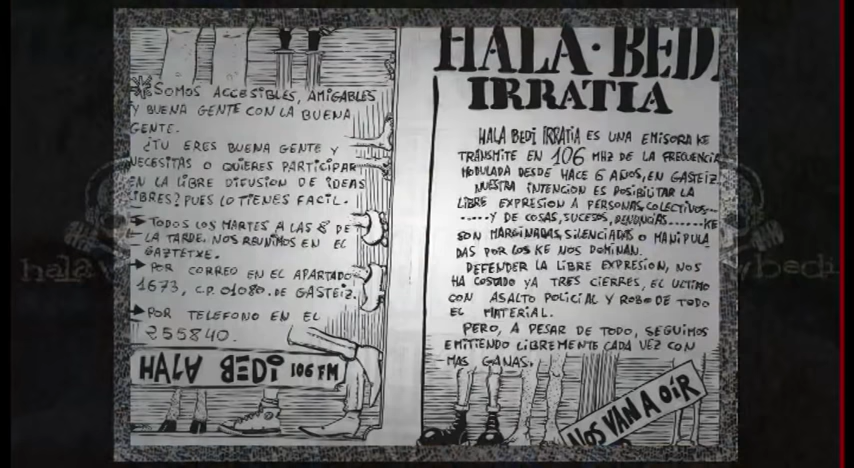 * SOMOS ACCESIBLES, AMIGABLES
Y BUENA GENTE CON LA BUENA
GENTE.
¿TU ERES BUENA GENTE Y
NECESITAS O QUIERES PARTICIPAR
EN LA LIBRE DIFUSION DE IDEAS
LIBRES? PUES LO TIENES FACIL.
→ TODOS LOS MARTES A LAS 8 DE
LA TARDE. NOS REUNIMOS EN EL
GAZTETXE.
→ POR CORREO EN EL APARTADO
1673, C.P. 01080. DE GASTEIZ.
→ POR TELEFONO EN EL
255840.
HALA BEDI 106 FM
HALA · BEDI
IRRATIA
HALA BEDI IRRATIA ES UNA EMISORA KE
TRANSMITE EN 106 MHZ DE LA FRECUENCIA
MODULADA DESDE HACE 6 AÑOS, EN GASTEIZ.
NUESTRA INTENCION ES POSIBILITAR LA
LIBRE EXPRESION A PERSONAS, COLECTIVOS...
.....Y DE COSAS, SUCESOS, DENUNCIAS......KE
SON MARGINADAS, SILENCIADAS O MANIPULA
DAS POR LOS KE NOS DOMINAN.
DEFENDER LA LIBRE EXPRESION, NOS
HA COSTADO YA TRES CIERRES, EL ULTIMO
CON ASALTO POLICIAL Y ROBO DE TODO
EL MATERIAL.
PERO, A PESAR DE TODO, SEGUIMOS
EMITIENDO LIBREMENTE CADA VEZ CON
MAS GANAS.
NOS VAN A OÍR
hala
bedi